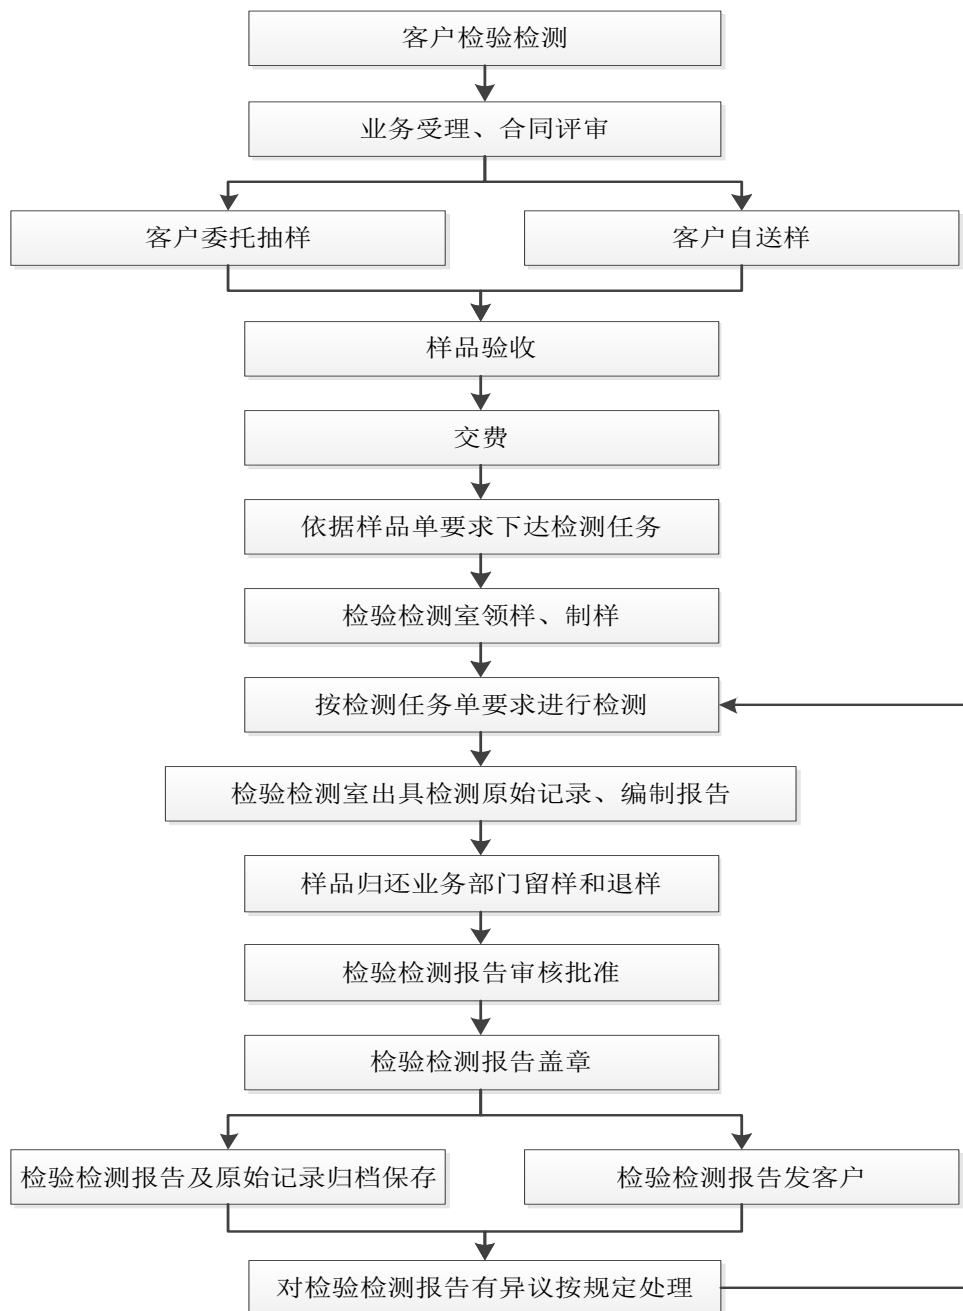 客户检验检测
业务受理、合同评审
客户委托抽样
客户自送样
样品验收
交费
依据样品单要求下达检测任务
检验检测室领样、制样
按检测任务单要求进行检测
检验检测室出具检测原始记录、编制报告
样品归还业务部门留样和退样
检验检测报告审核批准
检验检测报告盖章
检验检测报告及原始记录归档保存
检验检测报告发客户
对检验检测报告有异议按规定处理